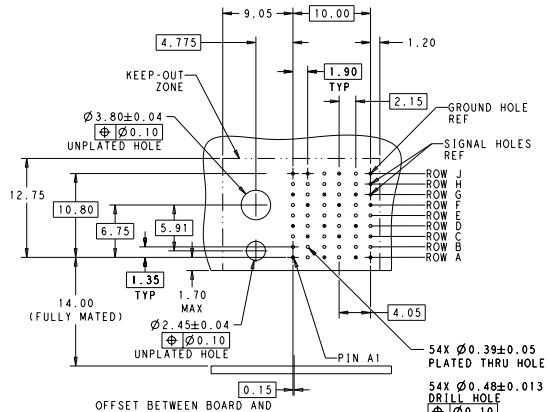 9.05
10.00
4.775
1.20
1.90
TYP
KEEP-OUT
ZONE
2.15
Ø3.80±0.04
⌖ Ø0.10
UNPLATED HOLE
GROUND HOLE
REF
SIGNAL HOLES
REF
ROW J
ROW H
ROW G
ROW F
ROW E
ROW D
ROW C
ROW B
ROW A
12.75
10.80
6.75
5.91
1.35
TYP
1.70
MAX
4.05
14.00
(FULLY MATED)
Ø2.45±0.04
⌖ Ø0.10
UNPLATED HOLE
PIN A1
54X Ø0.39±0.05
PLATED THRU HOLE
54X Ø0.48±0.013
DRILL HOLE
⌖ Ø0.10
0.15
OFFSET BETWEEN BOARD AND